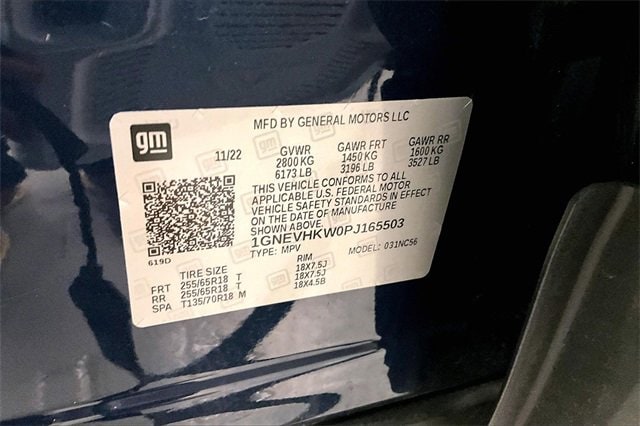 gm
MFD BY GENERAL MOTORS LLC
11/22
GVWR GAWR FRT GAWR RR
2800 KG 1450 KG 1600 KG
6173 LB 3196 LB 3527 LB
THIS VEHICLE CONFORMS TO ALL
APPLICABLE U.S. FEDERAL MOTOR
VEHICLE SAFETY STANDARDS IN EFFECT
ON THE DATE OF MANUFACTURE
SHOWN ABOVE.
1GNEVHKW0PJ165503
TYPE: MPV MODEL: 031NC56
619D
TIRE SIZE RIM
FRT 255/65R18 T 18X7.5J
RR 255/65R18 T 18X7.5J
SPA T135/70R18 M 18X4.5B